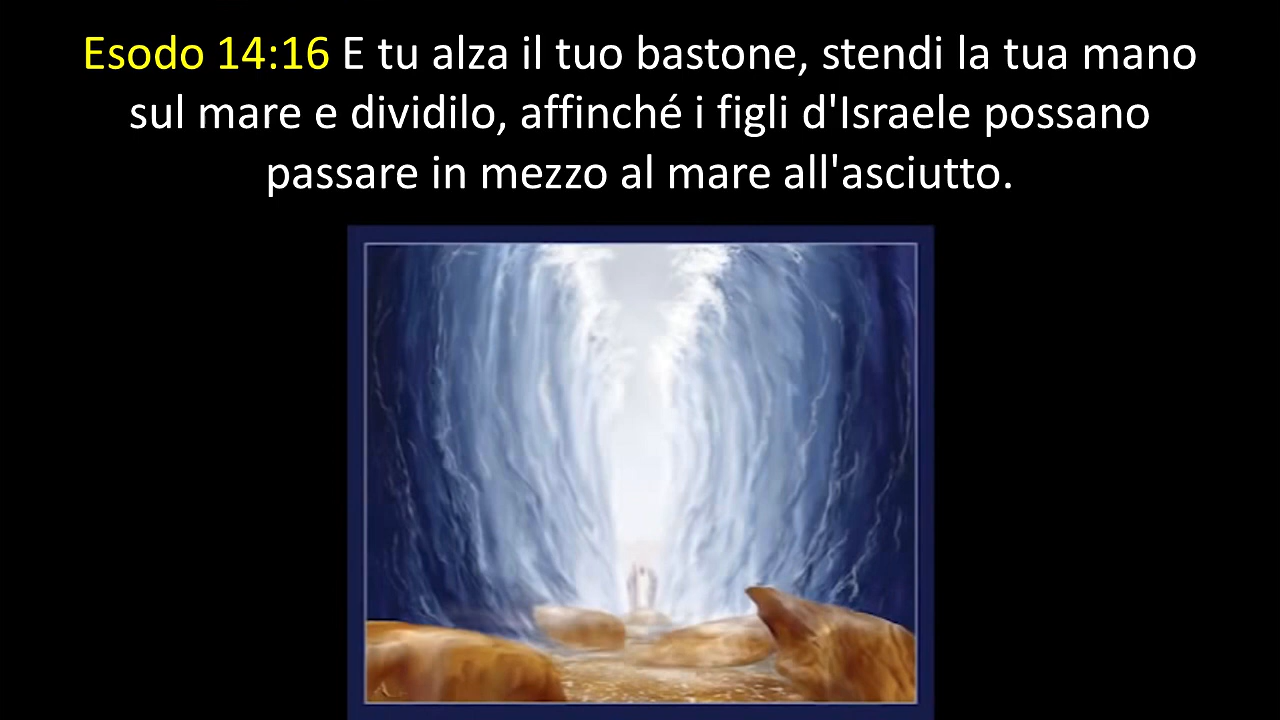 Esodo 14:16 E tu alza il tuo bastone, stendi la tua mano
sul mare e dividilo, affinché i figli d'Israele possano
passare in mezzo al mare all'asciutto.